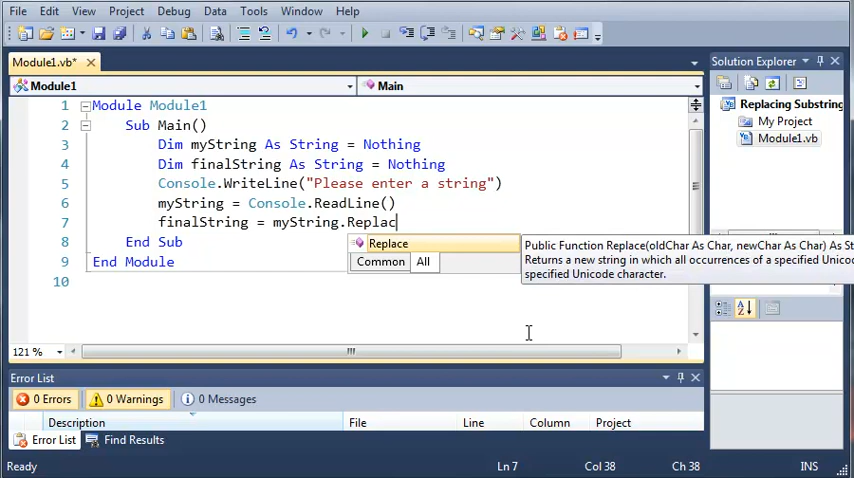 File Edit View Project Debug Data Tools Window Help
Module1.vb*
Solution Explorer
Module1 Main
Replacing Substring
My Project
Module1.vb
1 Module Module1
2 Sub Main()
3 Dim myString As String = Nothing
4 Dim finalString As String = Nothing
5 Console.WriteLine("Please enter a string")
6 myString = Console.ReadLine()
7 finalString = myString.Replac
8 End Sub
9 End Module
10
Replace
Common All
Public Function Replace(oldChar As Char, newChar As Char) As St
Returns a new string in which all occurrences of a specified Unico
specified Unicode character.
121 %
Error List
0 Errors 0 Warnings 0 Messages
Description File Line Column Project
Error List Find Results
Ready Ln 7 Col 38 Ch 38 INS